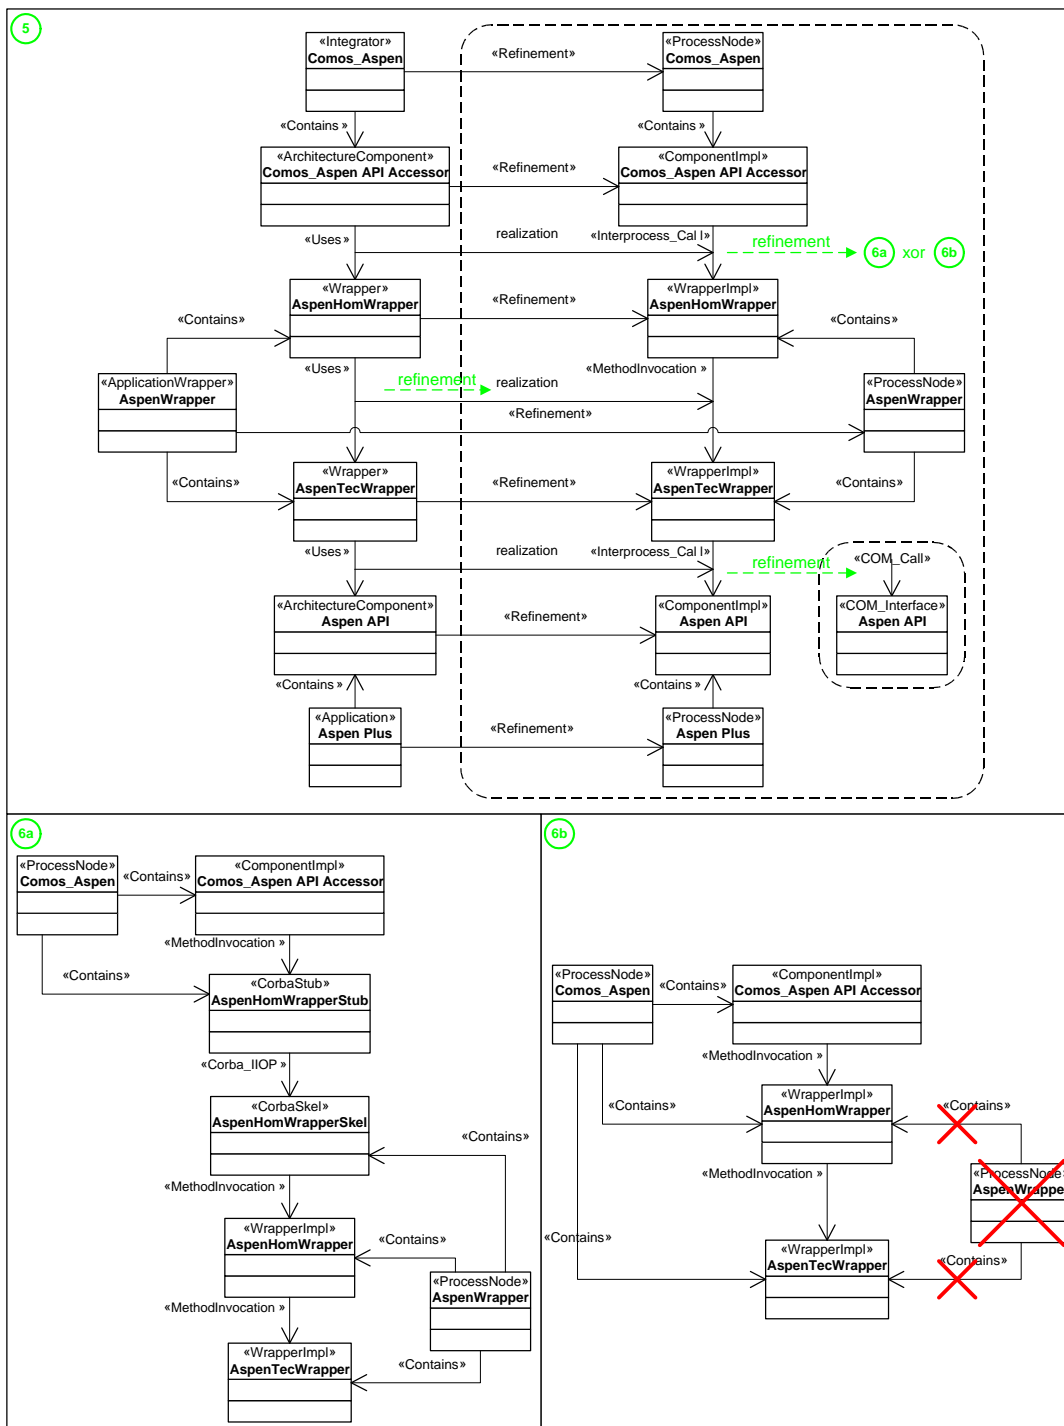 5
«Integrator»
Comos_Aspen
«Refinement»
«ProcessNode»
Comos_Aspen
«Contains »
«Contains »
«ArchitectureComponent»
Comos_Aspen API Accessor
«Refinement»
«ComponentImpl»
Comos_Aspen API Accessor
«Uses »
realization
«Interprocess_Cal l»
refinement
6a
xor
6b
«Wrapper»
AspenHomWrapper
«Refinement»
«WrapperImpl»
AspenHomWrapper
«Contains»
«Contains»
«Uses »
refinement
realization
«MethodInvocation »
«ApplicationWrapper»
AspenWrapper
«Refinement»
«ProcessNode»
AspenWrapper
«Wrapper»
AspenTecWrapper
«Refinement»
«WrapperImpl»
AspenTecWrapper
«Contains»
«Contains»
«Uses »
realization
«Interprocess_Cal l»
refinement
«COM_Call»
«ArchitectureComponent»
Aspen API
«Refinement»
«ComponentImpl»
Aspen API
«COM_Interface»
Aspen API
«Contains »
«Contains »
«Application»
Aspen Plus
«Refinement»
«ProcessNode»
Aspen Plus
6a
«ProcessNode»
Comos_Aspen
«Contains»
«ComponentImpl»
Comos_Aspen API Accessor
«MethodInvocation »
«Contains»
«CorbaStub»
AspenHomWrapperStub
«Corba_IIOP »
«CorbaSkel»
AspenHomWrapperSkel
«Contains»
«MethodInvocation »
«WrapperImpl»
AspenHomWrapper
«Contains»
«ProcessNode»
AspenWrapper
«MethodInvocation »
«WrapperImpl»
AspenTecWrapper
«Contains»
6b
«ProcessNode»
Comos_Aspen
«Contains»
«ComponentImpl»
Comos_Aspen API Accessor
«MethodInvocation»
«WrapperImpl»
AspenHomWrapper
«Contains»
«Contains»
«MethodInvocation »
«ProcessNode»
AspenWrapper
«WrapperImpl»
AspenTecWrapper
«Contains»
«Contains»